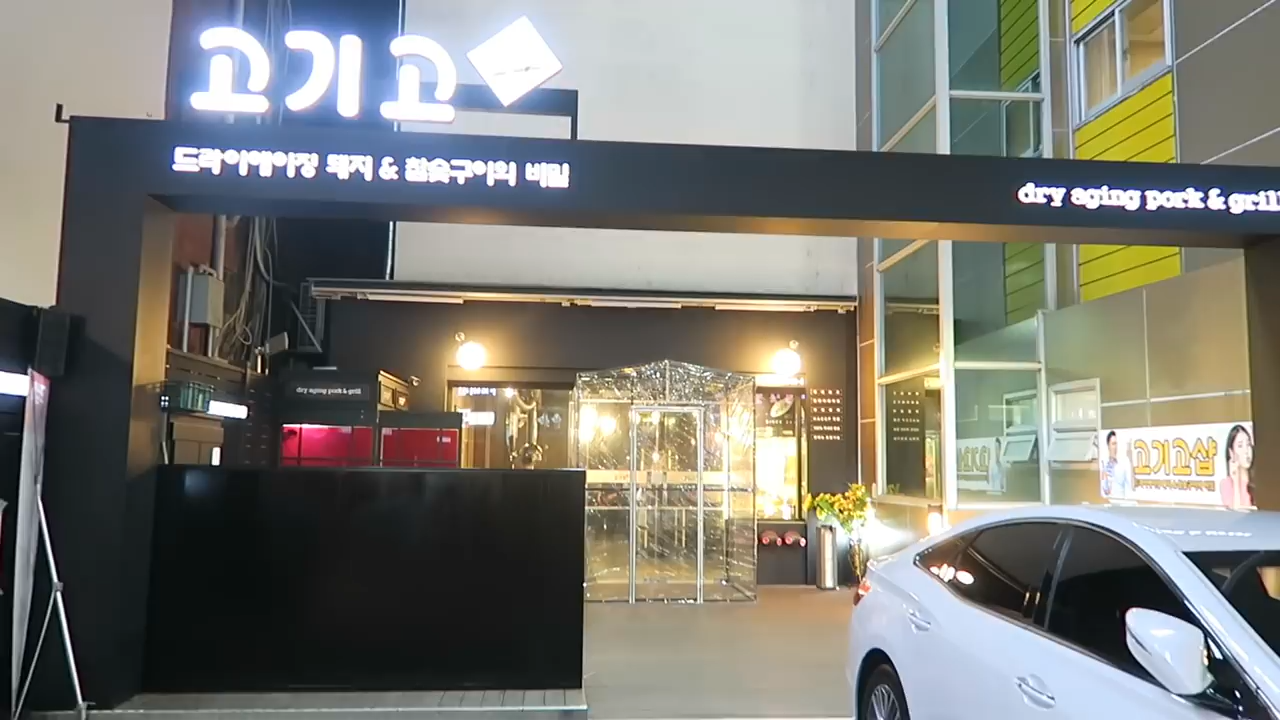 고기고
드라이에이징 돼지 & 참숯구이의 비밀
dry aging pork & grill
dry aging pork & grill
고기고샵